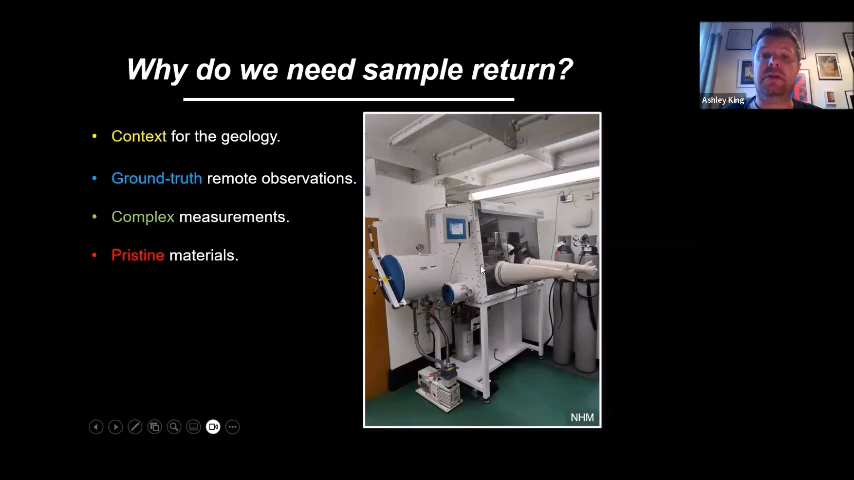 Why do we need sample return?
Ashley King
• Context for the geology.
• Ground-truth remote observations.
• Complex measurements.
• Pristine materials.
NHM